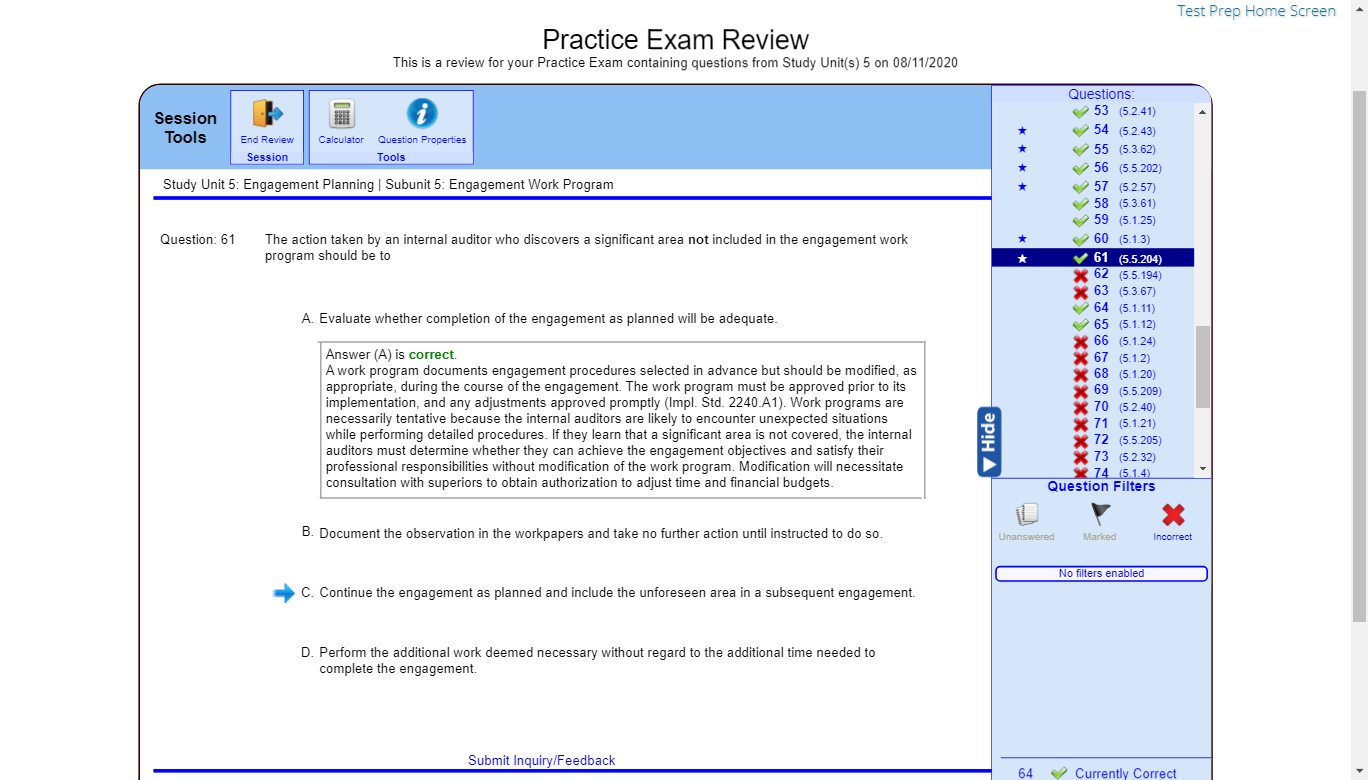 Test Prep Home Screen
Practice Exam Review
This is a review for your Practice Exam containing questions from Study Unit(s) 5 on 08/11/2020
Session
Tools
End Review
Session
Calculator
Question Properties
Tools
Study Unit 5: Engagement Planning | Subunit 5: Engagement Work Program
Question: 61
The action taken by an internal auditor who discovers a significant area not included in the engagement work
program should be to
A. Evaluate whether completion of the engagement as planned will be adequate.
Answer (A) is correct.
A work program documents engagement procedures selected in advance but should be modified, as
appropriate, during the course of the engagement. The work program must be approved prior to its
implementation, and any adjustments approved promptly (Impl. Std. 2240.A1). Work programs are
necessarily tentative because the internal auditors are likely to encounter unexpected situations
while performing detailed procedures. If they learn that a significant area is not covered, the internal
auditors must determine whether they can achieve the engagement objectives and satisfy their
professional responsibilities without modification of the work program. Modification will necessitate
consultation with superiors to obtain authorization to adjust time and financial budgets.
B. Document the observation in the workpapers and take no further action until instructed to do so.
C. Continue the engagement as planned and include the unforeseen area in a subsequent engagement.
D. Perform the additional work deemed necessary without regard to the additional time needed to
complete the engagement.
Submit Inquiry/Feedback
Questions:
53 (5.2.41)
54 (5.2.43)
55 (5.3.62)
56 (5.5.202)
57 (5.2.57)
58 (5.3.61)
59 (5.1.25)
60 (5.1.3)
61 (5.5.204)
62 (5.5.194)
63 (5.3.67)
64 (5.1.11)
65 (5.1.12)
66 (5.1.24)
67 (5.1.2)
68 (5.1.20)
69 (5.5.209)
70 (5.2.40)
71 (5.1.21)
72 (5.5.205)
73 (5.2.32)
74 (5.1.4)
Hide
Question Filters
Unanswered
Marked
Incorrect
No filters enabled
64 Currently Correct